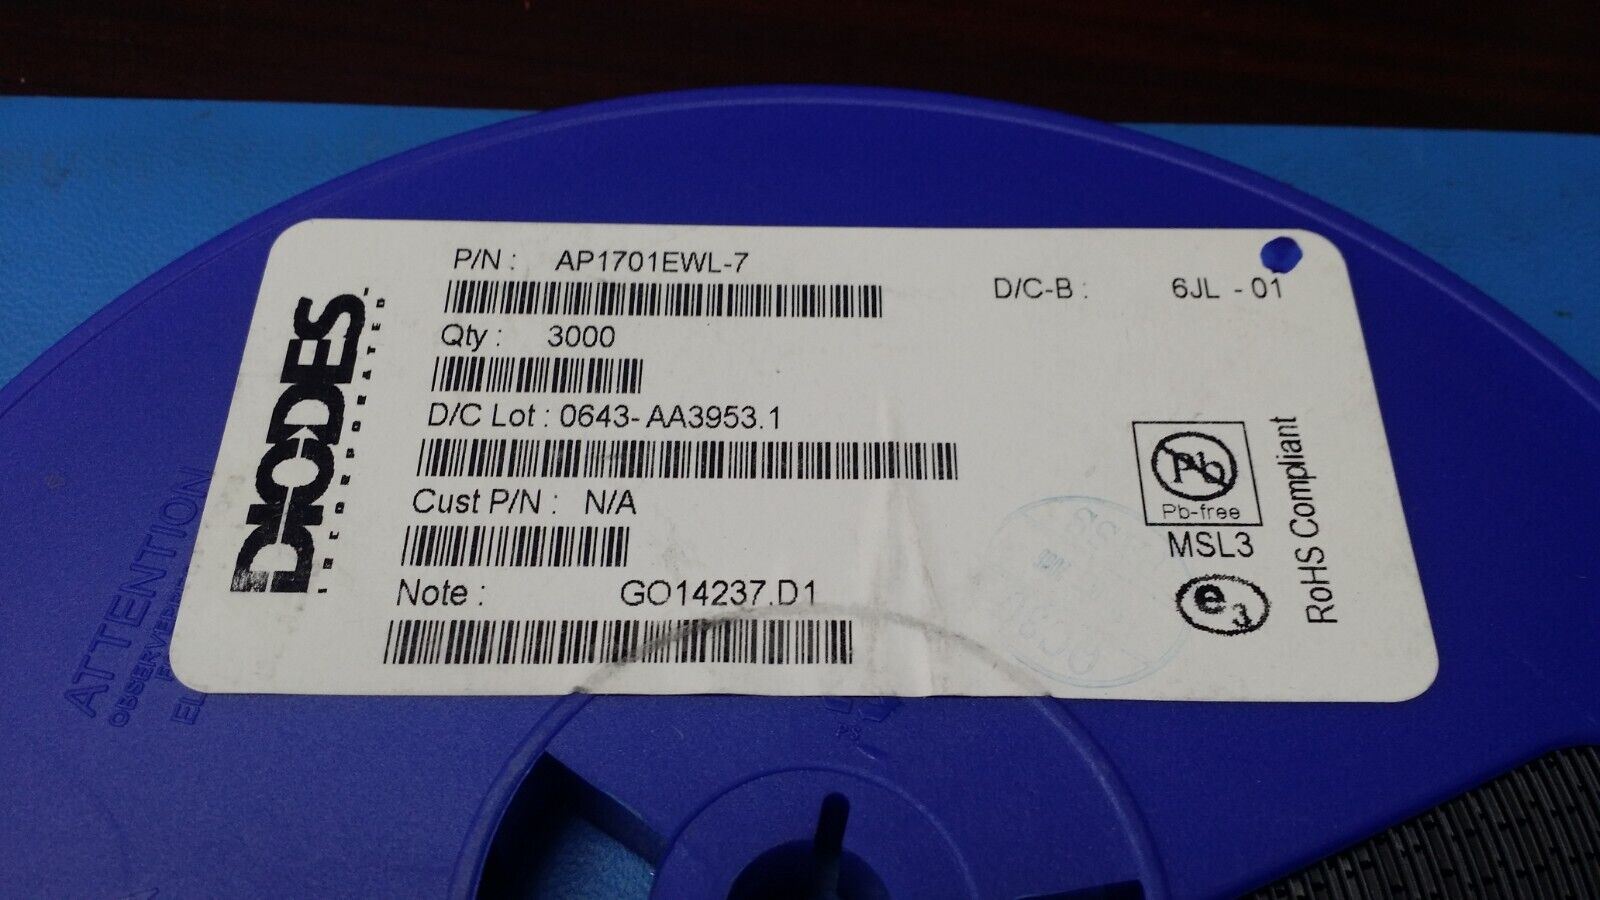 P/N : AP1701EWL-7
D/C-B : 6JL - 01
Qty : 3000
D/C Lot : 0643- AA3953.1
Cust P/N : N/A
Note : GO14237.D1
DIODES
INCORPORATED
Pb
Pb-free
MSL3
e3
RoHS Compliant
ATTENTION